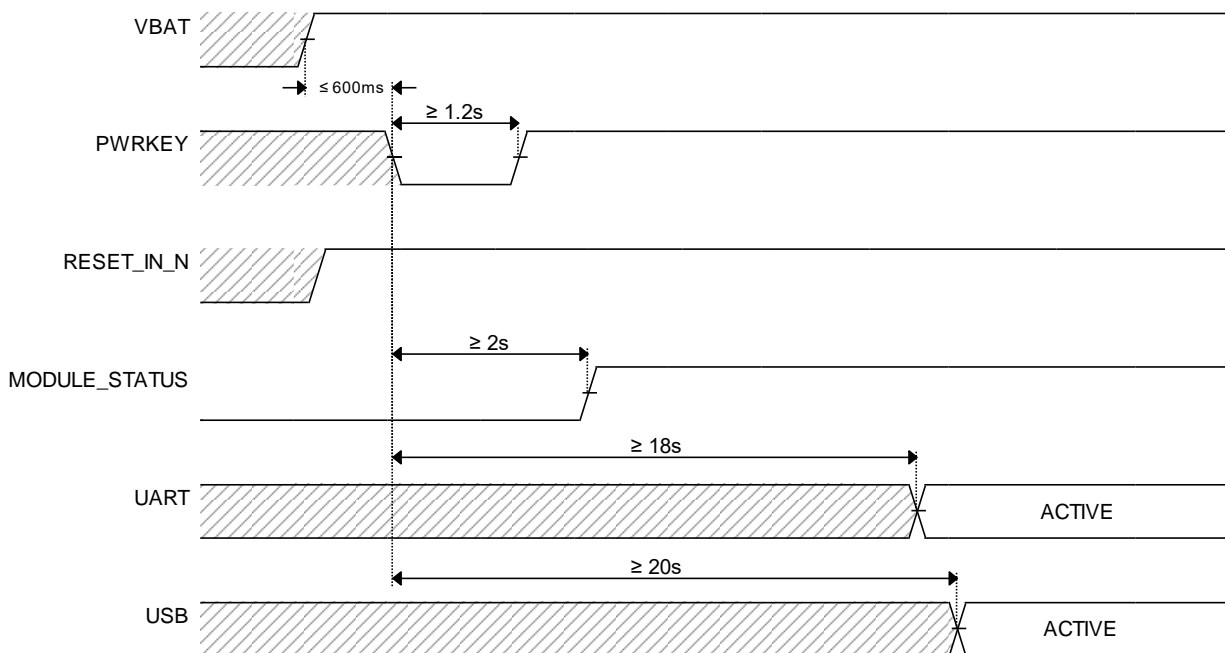 VBAT
≤ 600ms
≥ 1.2s
PWRKEY
RESET_IN_N
≥ 2s
MODULE_STATUS
≥ 18s
UART
ACTIVE
≥ 20s
USB
ACTIVE